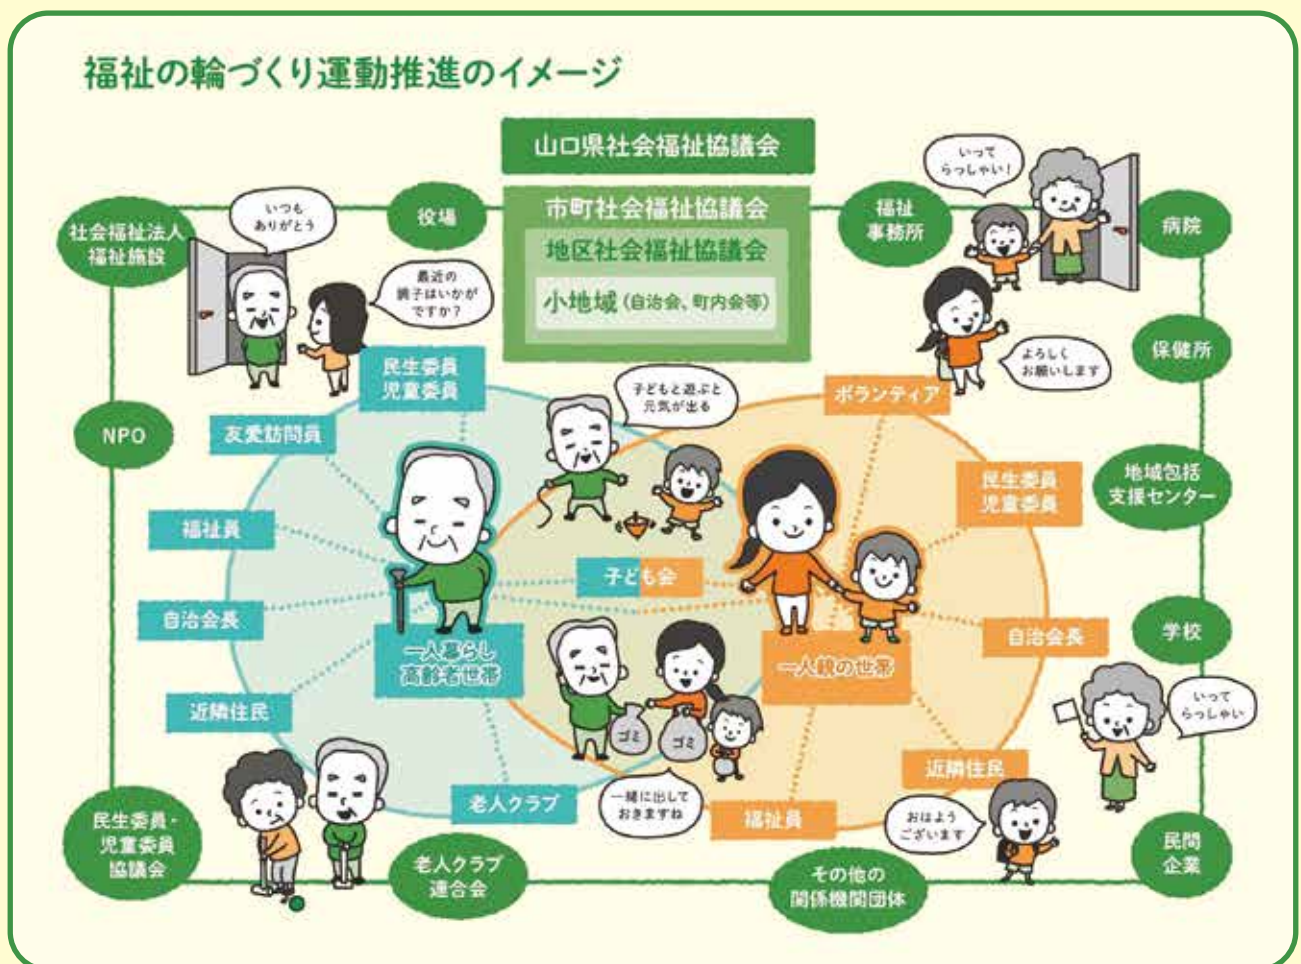 福祉の輪づくり運動推進のイメージ
山口県社会福祉協議会
市町社会福祉協議会
地区社会福祉協議会
小地域(自治会、町内会等)
社会福祉法人
福祉施設
いつも
ありがとう
役場
福祉
事務所
いって
らっしゃい!
病院
最近の
調子はいかが
ですか?
よろしく
お願いします
保健所
民生委員
児童委員
子どもと遊ぶと
元気が出る
ボランティア
NPO
友愛訪問員
民生委員
児童委員
地域包括
支援センター
福祉員
子ども会
自治会長
一人暮らし
高齢者世帯
一人親の世帯
自治会長
学校
近隣住民
ゴミ
ゴミ
いって
らっしゃい
近隣住民
老人クラブ
一緒に出して
おきますね
福祉員
おはよう
ございます
民生委員・
児童委員
協議会
老人クラブ
連合会
その他の
関係機関団体
民間
企業